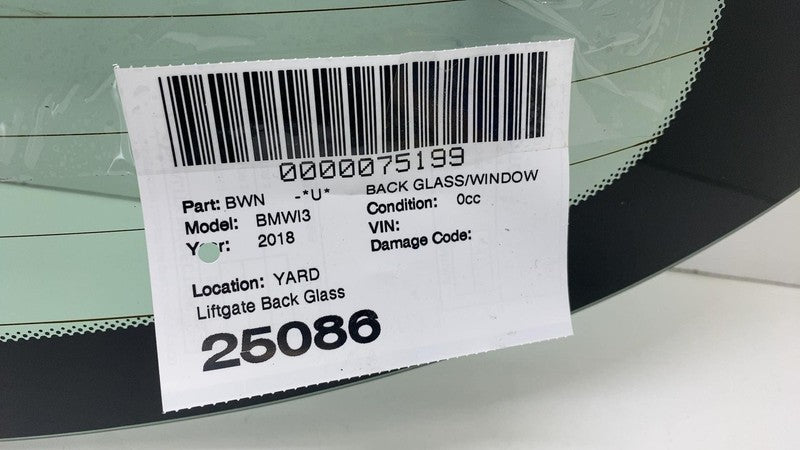 0000075199
Part: BWN -*U* BACK GLASS/WINDOW
Model: BMWI3 Condition: 0cc
Year: 2018 VIN:
Damage Code:
Location: YARD
Liftgate Back Glass
25086